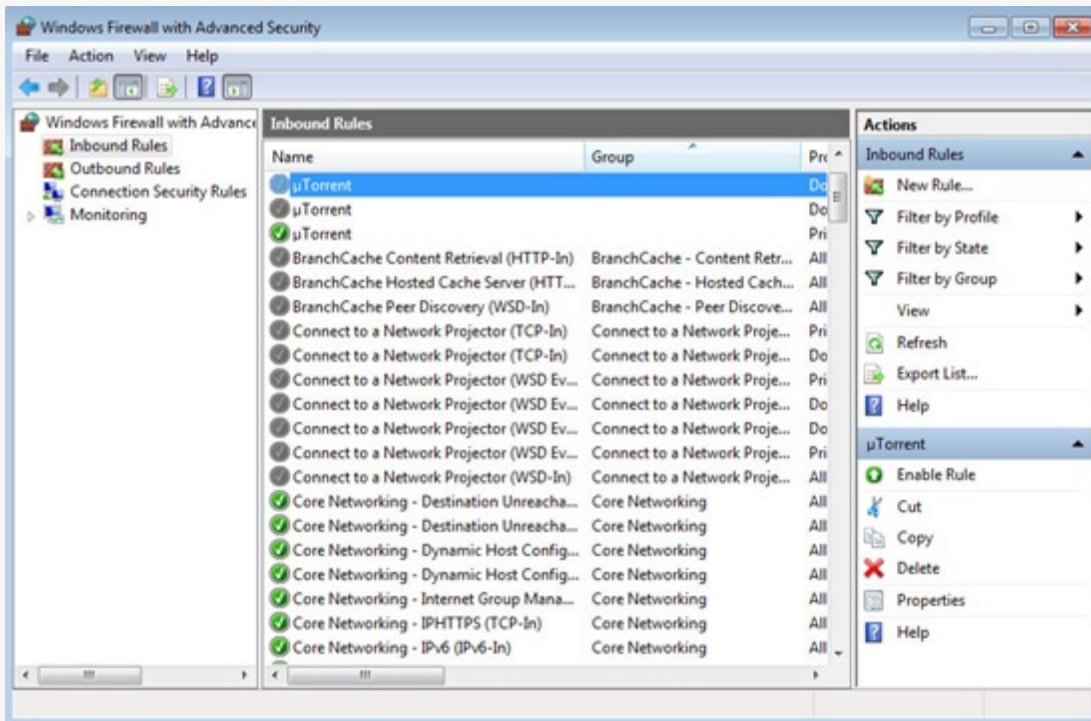 Windows Firewall with Advanced Security
File Action View Help
Windows Firewall with Advance
Inbound Rules
Outbound Rules
Connection Security Rules
Monitoring
Inbound Rules
Name Group Pro
µTorrent Do
µTorrent Do
µTorrent Pri
BranchCache Content Retrieval (HTTP-In) BranchCache - Content Retr... All
BranchCache Hosted Cache Server (HTT... BranchCache - Hosted Cach... All
BranchCache Peer Discovery (WSD-In) BranchCache - Peer Discove... All
Connect to a Network Projector (TCP-In) Connect to a Network Proje... Pri
Connect to a Network Projector (TCP-In) Connect to a Network Proje... Do
Connect to a Network Projector (WSD Ev... Connect to a Network Proje... Pri
Connect to a Network Projector (WSD Ev... Connect to a Network Proje... Do
Connect to a Network Projector (WSD Ev... Connect to a Network Proje... Do
Connect to a Network Projector (WSD Ev... Connect to a Network Proje... Pri
Connect to a Network Projector (WSD-In) Connect to a Network Proje... All
Core Networking - Destination Unreacha... Core Networking All
Core Networking - Destination Unreacha... Core Networking All
Core Networking - Dynamic Host Config... Core Networking All
Core Networking - Dynamic Host Config... Core Networking All
Core Networking - Internet Group Mana... Core Networking All
Core Networking - IPHTTPS (TCP-In) Core Networking All
Core Networking - IPv6 (IPv6-In) Core Networking All
Actions
Inbound Rules
New Rule...
Filter by Profile
Filter by State
Filter by Group
View
Refresh
Export List...
Help
µTorrent
Enable Rule
Cut
Copy
Delete
Properties
Help